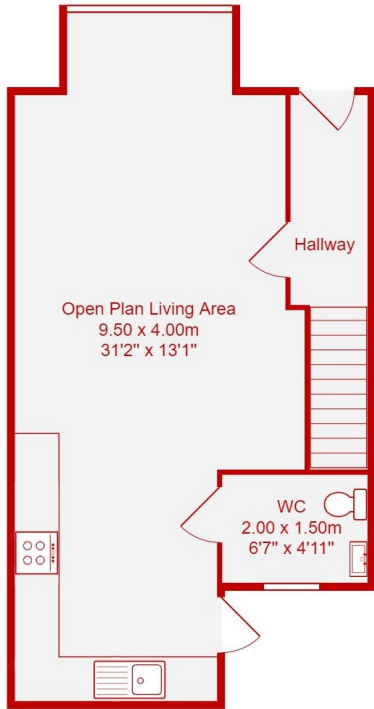 Hallway
Open Plan Living Area
9.50 x 4.00m
31'2" x 13'1"
WC
2.00 x 1.50m
6'7" x 4'11"